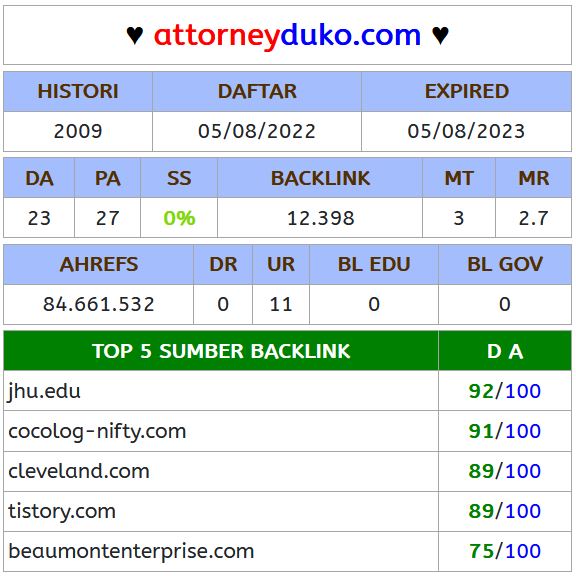 ♥ attorneyduko.com ♥
HISTORI DAFTAR EXPIRED
2009 05/08/2022 05/08/2023
DA PA SS BACKLINK MT MR
23 27 0% 12.398 3 2.7
AHREFS DR UR BL EDU BL GOV
84.661.532 0 11 0 0
TOP 5 SUMBER BACKLINK D A
jhu.edu 92/100
cocolog-nifty.com 91/100
cleveland.com 89/100
tistory.com 89/100
beaumontenterprise.com 75/100